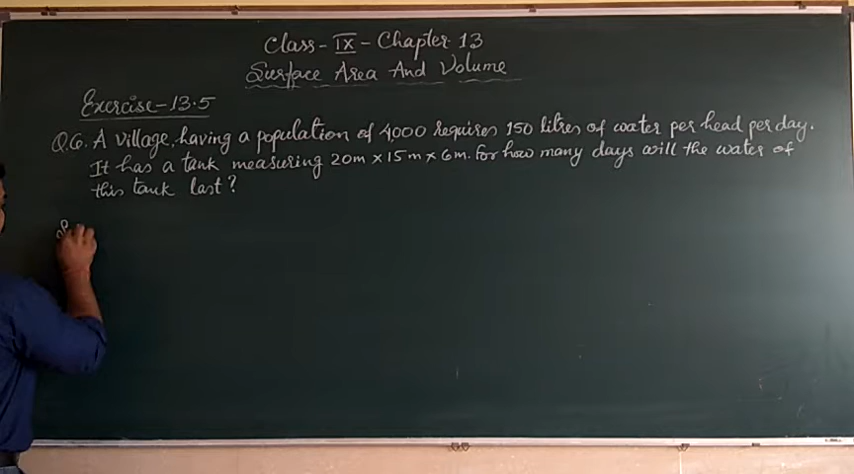 Class - IX - Chapter 13
Surface Area And Volume
Exercise - 13.5
Q.6. A village, having a population of 4000 requires 150 litres of water per head per day.
It has a tank measuring 20m × 15m × 6m. For how many days will the water of
this tank last?